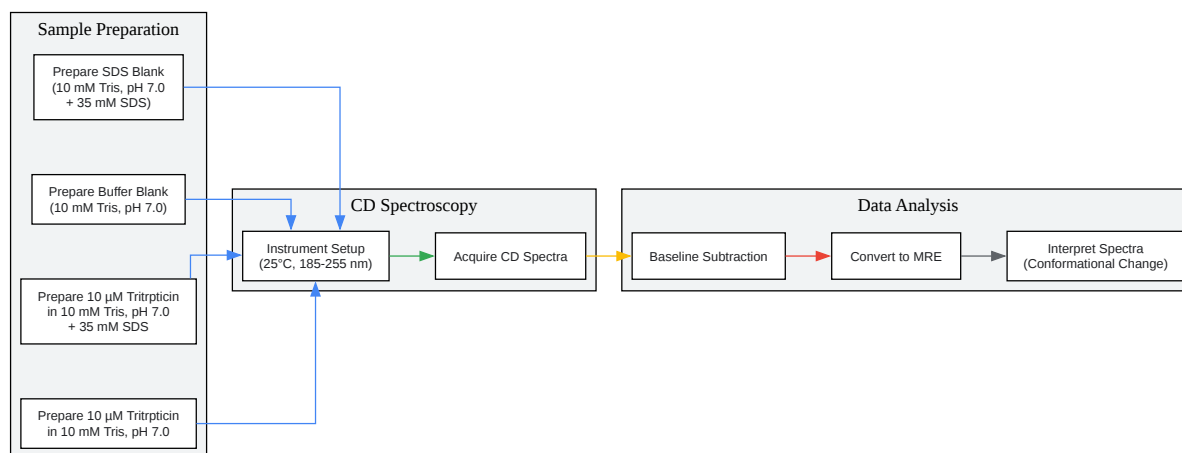 Sample Preparation
Prepare SDS Blank
(10 mM Tris, pH 7.0
+ 35 mM SDS)
Prepare Buffer Blank
(10 mM Tris, pH 7.0)
Prepare 10 µM Tritrpticin
in 10 mM Tris, pH 7.0
+ 35 mM SDS
Prepare 10 µM Tritrpticin
in 10 mM Tris, pH 7.0
CD Spectroscopy
Instrument Setup
(25°C, 185-255 nm)
Acquire CD Spectra
Data Analysis
Baseline Subtraction
Convert to MRE
Interpret Spectra
(Conformational Change)